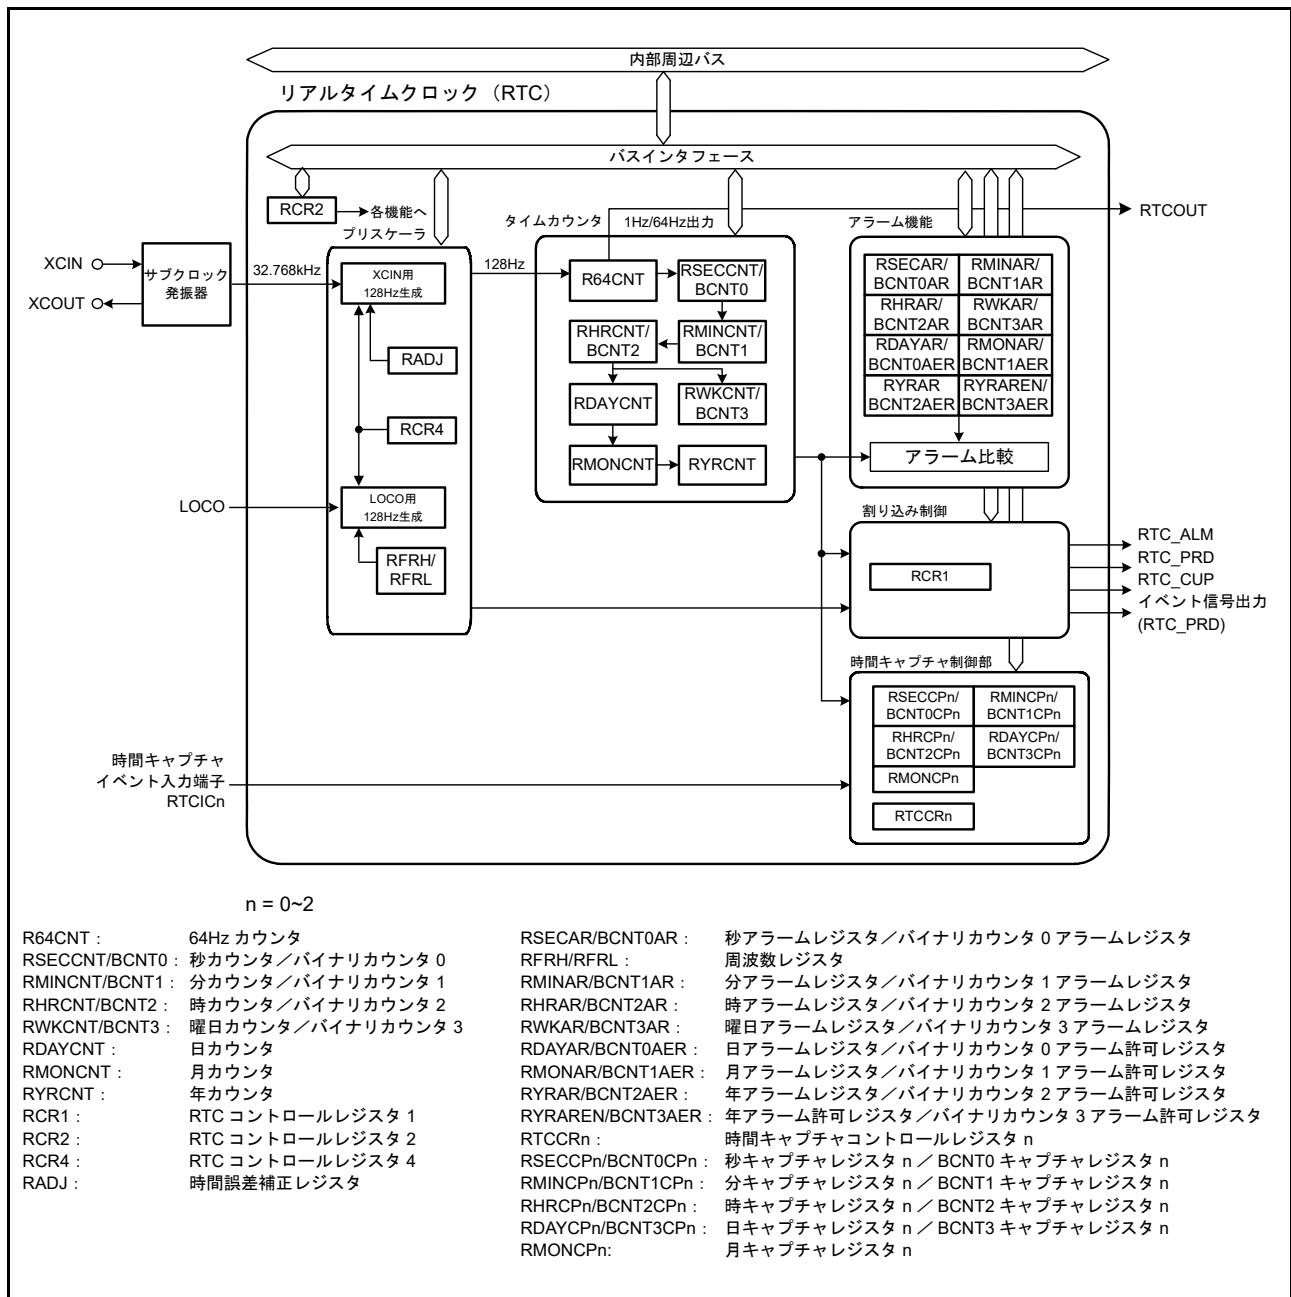 内部周辺バス
リアルタイムクロック（RTC）
バスインタフェース
RCR2
各機能へ
プリスケーラ
タイムカウンタ
1Hz/64Hz出力
アラーム機能
RTCOUT
XCIN
XCOUT
サブクロック
発振器
32.768kHz
XCIN用
128Hz生成
RADJ
RCR4
LOCO
LOCO用
128Hz生成
RFRH/
RFRL
128Hz
R64CNT
RSECCNT/
BCNT0
RHRCNT/
BCNT2
RMINCNT/
BCNT1
RDAYCNT
RWKCNT/
BCNT3
RMONCNT
RYRCNT
RSECAR/
BCNT0AR
RMINAR/
BCNT1AR
RHRAR/
BCNT2AR
RWKAR/
BCNT3AR
RDAYAR/
BCNT0AER
RMONAR/
BCNT1AER
RYRAR
BCNT2AER
RYRAREN/
BCNT3AER
アラーム比較
割り込み制御
RCR1
RTC_ALM
RTC_PRD
RTC_CUP
イベント信号出力
(RTC_PRD)
時間キャプチャ制御部
RSECCPn/
BCNT0CPn
RMINCPn/
BCNT1CPn
RHRCPn/
BCNT2CPn
RDAYCPn/
BCNT3CPn
RMONCPn
RTCCRn
時間キャプチャ
イベント入力端子
RTCICn
n = 0~2
R64CNT： 64Hz カウンタ
RSECCNT/BCNT0： 秒カウンタ／バイナリカウンタ 0
RMINCNT/BCNT1： 分カウンタ／バイナリカウンタ 1
RHRCNT/BCNT2： 時カウンタ／バイナリカウンタ 2
RWKCNT/BCNT3： 曜日カウンタ／バイナリカウンタ 3
RDAYCNT： 日カウンタ
RMONCNT： 月カウンタ
RYRCNT： 年カウンタ
RCR1： RTC コントロールレジスタ 1
RCR2： RTC コントロールレジスタ 2
RCR4： RTC コントロールレジスタ 4
RADJ： 時間誤差補正レジスタ
RSECAR/BCNT0AR： 秒アラームレジスタ／バイナリカウンタ 0 アラームレジスタ
RFRH/RFRL： 周波数レジスタ
RMINAR/BCNT1AR： 分アラームレジスタ／バイナリカウンタ 1 アラームレジスタ
RHRAR/BCNT2AR： 時アラームレジスタ／バイナリカウンタ 2 アラームレジスタ
RWKAR/BCNT3AR： 曜日アラームレジスタ／バイナリカウンタ 3 アラームレジスタ
RDAYAR/BCNT0AER： 日アラームレジスタ／バイナリカウンタ 0 アラーム許可レジスタ
RMONAR/BCNT1AER： 月アラームレジスタ／バイナリカウンタ 1 アラーム許可レジスタ
RYRAR/BCNT2AER： 年アラームレジスタ／バイナリカウンタ 2 アラーム許可レジスタ
RYRAREN/BCNT3AER： 年アラーム許可レジスタ／バイナリカウンタ 3 アラーム許可レジスタ
RTCCRn： 時間キャプチャコントロールレジスタ n
RSECCPn/BCNT0CPn： 秒キャプチャレジスタ n ／ BCNT0 キャプチャレジスタ n
RMINCPn/BCNT1CPn： 分キャプチャレジスタ n ／ BCNT1 キャプチャレジスタ n
RHRCPn/BCNT2CPn： 時キャプチャレジスタ n ／ BCNT2 キャプチャレジスタ n
RDAYCPn/BCNT3CPn： 日キャプチャレジスタ n ／ BCNT3 キャプチャレジスタ n
RMONCPn: 月キャプチャレジスタ n